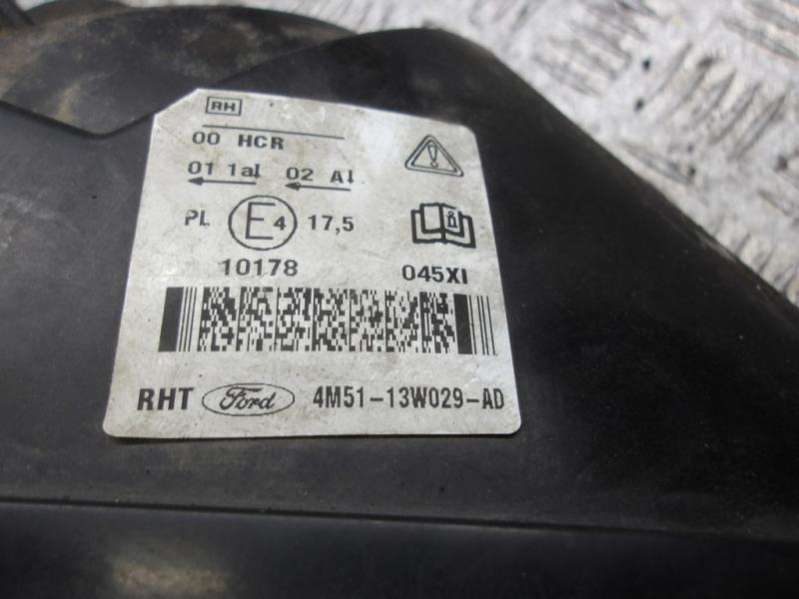 RH
00 HCR
01 1al 02 Al
PL E4 17,5
10178 045XI
RHT Ford 4M51-13W029-AD